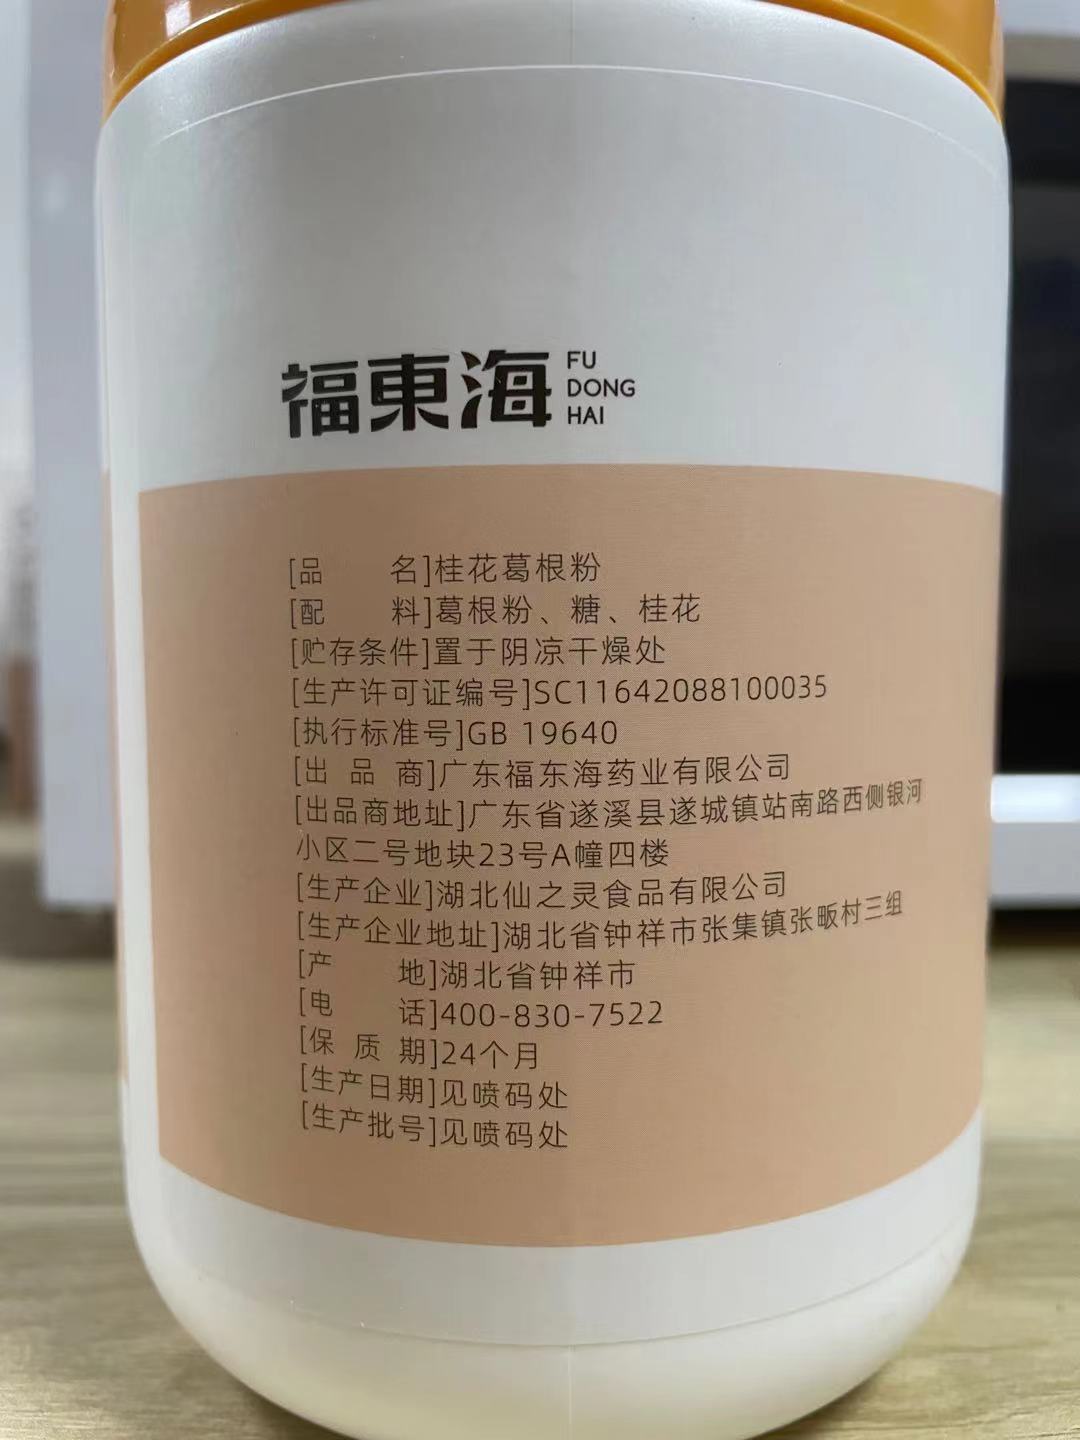 福東海
FU
DONG
HAI
[品 名]桂花葛根粉
[配 料]葛根粉、糖、桂花
[贮存条件]置于阴凉干燥处
[生产许可证编号]SC11642088100035
[执行标准号]GB 19640
[出 品 商]广东福东海药业有限公司
[出品商地址]广东省遂溪县遂城镇站南路西侧银河
小区二号地块23号A幢四楼
[生产企业]湖北仙之灵食品有限公司
[生产企业地址]湖北省钟祥市张集镇张畈村三组
[产 地]湖北省钟祥市
[电 话]400-830-7522
[保 质 期]24个月
[生产日期]见喷码处
[生产批号]见喷码处